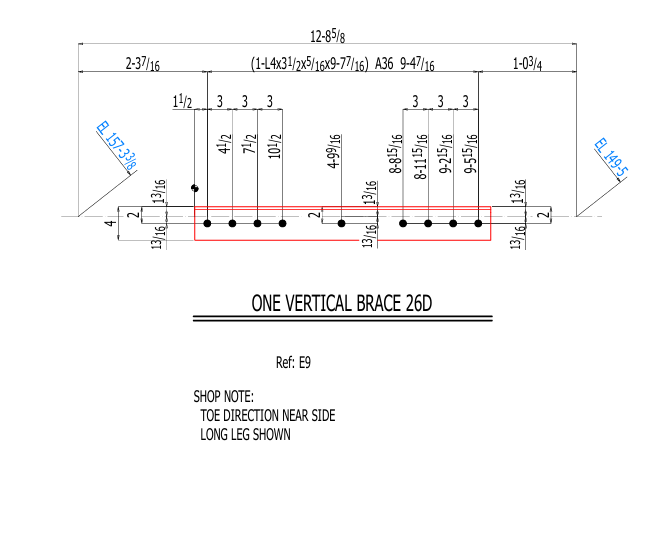 12-8 5/8
2-3 7/16 (1-L4x3 1/2x5/16x9-7 7/16) A36 9-4 7/16 1-0 3/4
1 1/2 3 3 3 3 3 3
EL 157-3 3/8
4 1/2
7 1/2
10 1/2
4-9 9/16
8-8 15/16
8-11 15/16
9-2 15/16
9-5 15/16
EL 149-5
13/16 13/16 13/16
4 2 2 2
13/16 13/16 13/16
ONE VERTICAL BRACE 26D
Ref: E9
SHOP NOTE:
TOE DIRECTION NEAR SIDE
LONG LEG SHOWN